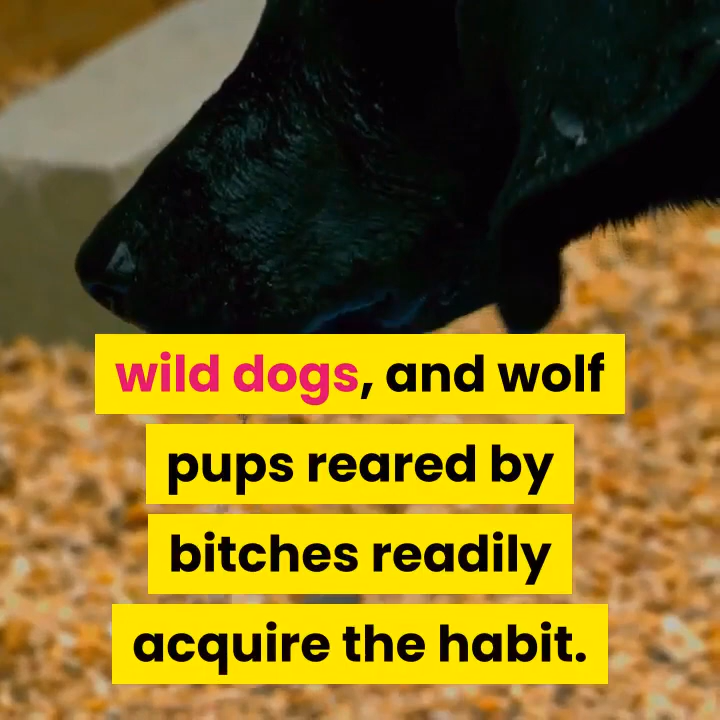 wild dogs, and wolf
pups reared by
bitches readily
acquire the habit.